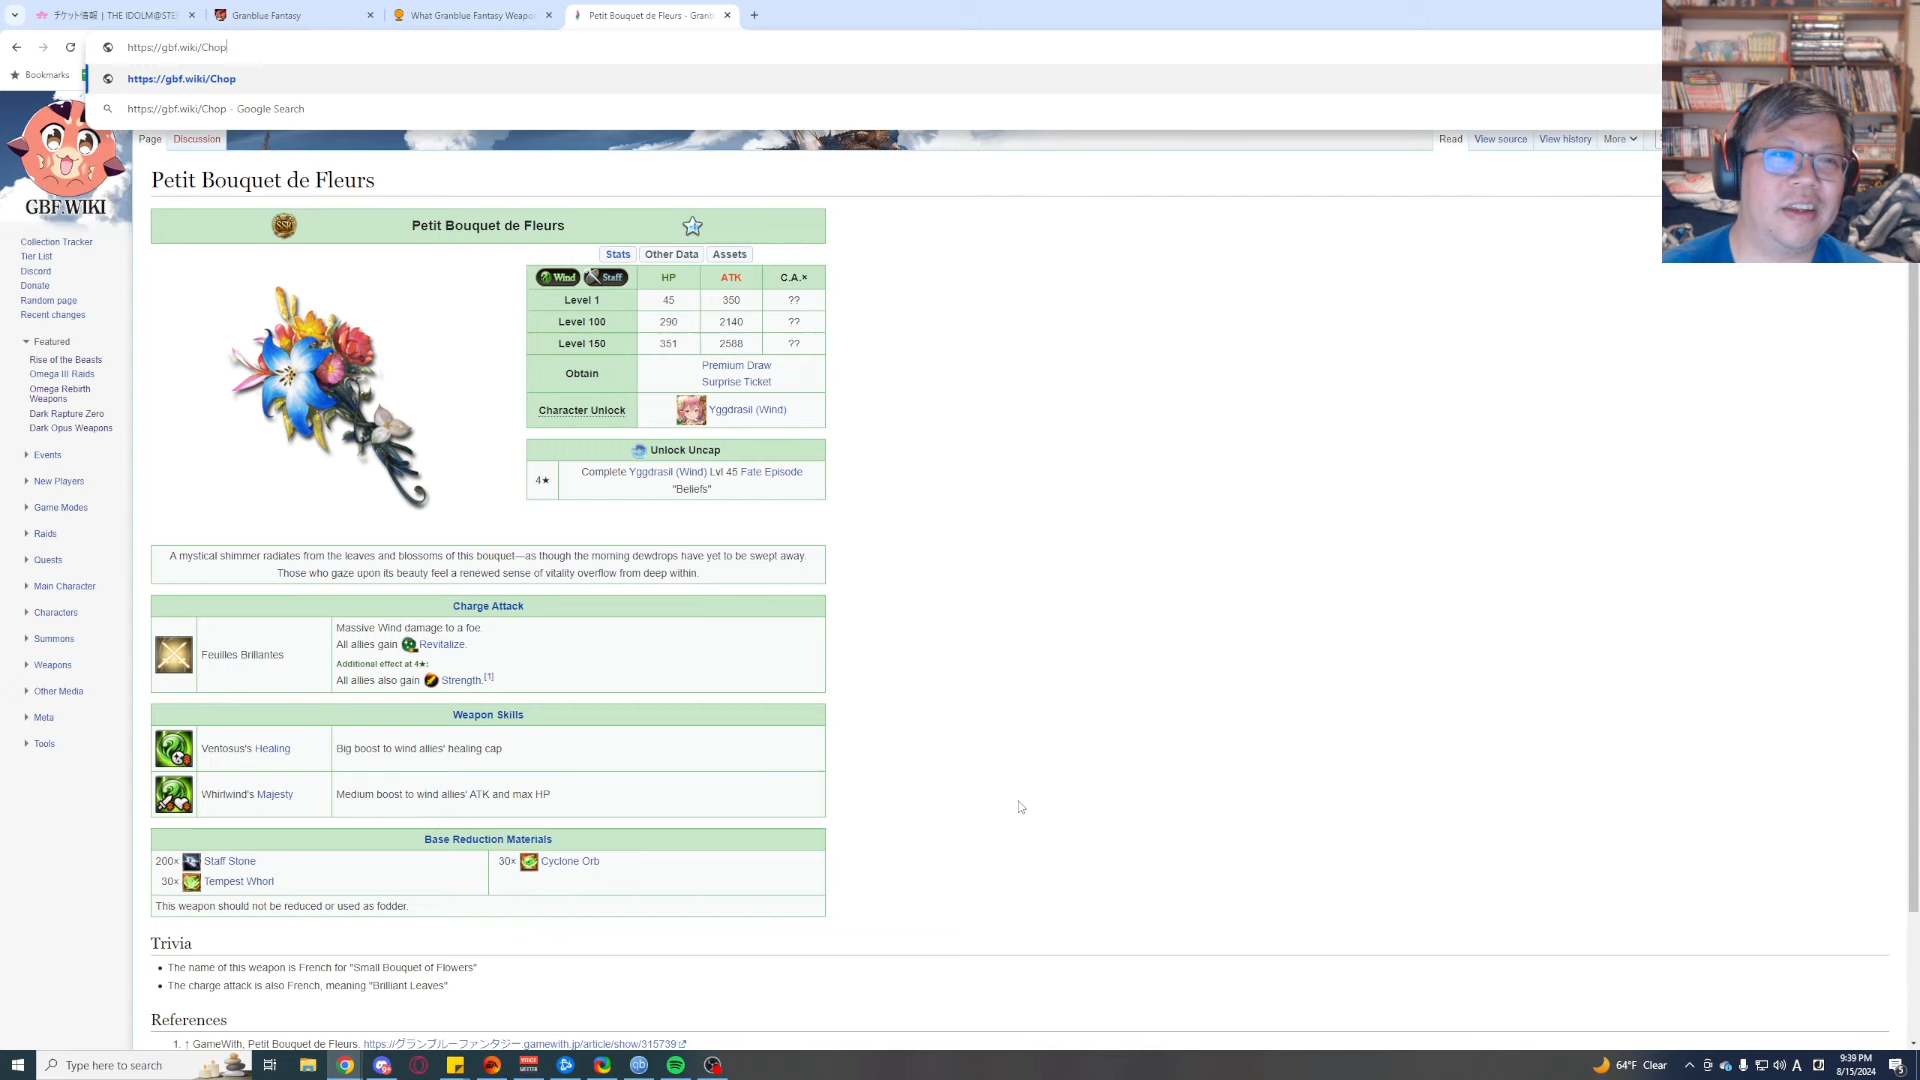 チケット情報 | THE IDOLM@STE
Granblue Fantasy
What Granblue Fantasy Weapo
Petit Bouquet de Fleurs - Granb
https://gbf.wiki/Chop
Bookmarks
https://gbf.wiki/Chop
https://gbf.wiki/Chop - Google Search
GBF.WIKI
Collection Tracker
Tier List
Discord
Donate
Random page
Recent changes
Featured
Rise of the Beasts
Omega III Raids
Omega Rebirth
Weapons
Dark Rapture Zero
Dark Opus Weapons
Events
New Players
Game Modes
Raids
Quests
Main Character
Characters
Summons
Weapons
Other Media
Meta
Tools
Page Discussion
Read View source View history More
Petit Bouquet de Fleurs
SSR Petit Bouquet de Fleurs
Stats Other Data Assets
Wind Staff HP ATK C.A.×
Level 1 45 350 ??
Level 100 290 2140 ??
Level 150 351 2588 ??
Obtain Premium Draw
Surprise Ticket
Character Unlock Yggdrasil (Wind)
Unlock Uncap
4★ Complete Yggdrasil (Wind) Lvl 45 Fate Episode
"Beliefs"
A mystical shimmer radiates from the leaves and blossoms of this bouquet—as though the morning dewdrops have yet to be swept away.
Those who gaze upon its beauty feel a renewed sense of vitality overflow from deep within.
Charge Attack
Feuilles Brillantes
Massive Wind damage to a foe.
All allies gain Revitalize.
Additional effect at 4★:
All allies also gain Strength.[1]
Weapon Skills
Ventosus's Healing Big boost to wind allies' healing cap
Whirlwind's Majesty Medium boost to wind allies' ATK and max HP
Base Reduction Materials
200× Staff Stone 30× Cyclone Orb
30× Tempest Whorl
This weapon should not be reduced or used as fodder.
Trivia
• The name of this weapon is French for "Small Bouquet of Flowers"
• The charge attack is also French, meaning "Brilliant Leaves"
References
1. ↑ GameWith, Petit Bouquet de Fleurs. https://グランブルーファンタジー.gamewith.jp/article/show/315739
Type here to search
64°F Clear
A
9:39 PM
8/15/2024
5